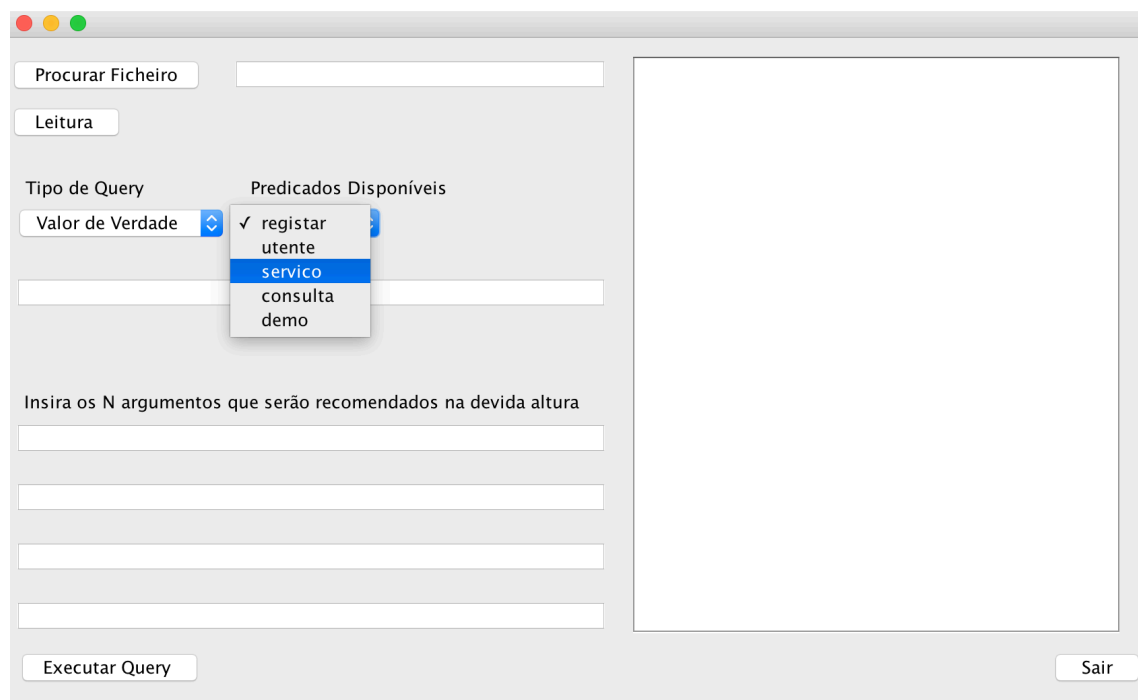 Procurar Ficheiro
Leitura
Tipo de Query
Predicados Disponíveis
Valor de Verdade
✓ registar
utente
servico
consulta
demo
Insira os N argumentos que serão recomendados na devida altura
Executar Query
Sair